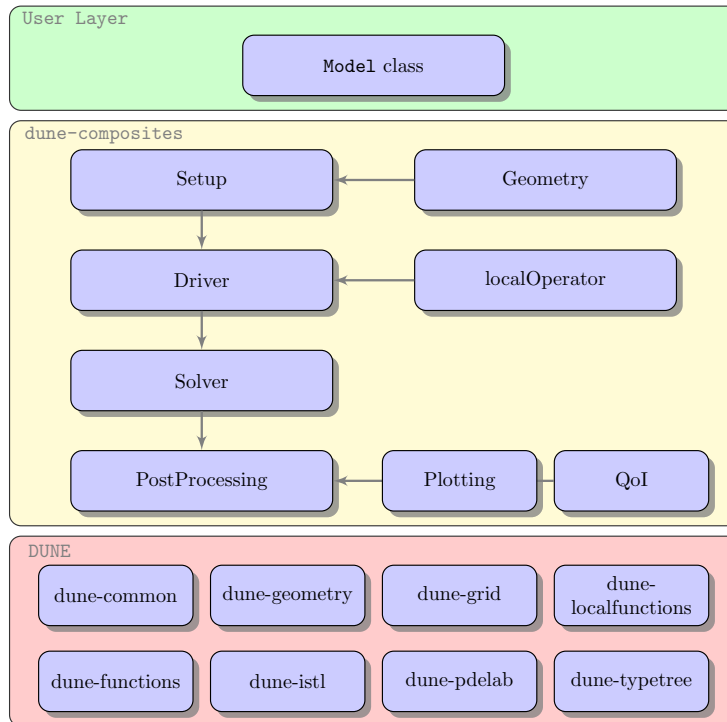 User Layer
Model class
dune-composites
Setup
Geometry
Driver
localOperator
Solver
PostProcessing
Plotting
QoI
DUNE
dune-common
dune-geometry
dune-grid
dune-
localfunctions
dune-functions
dune-istl
dune-pdelab
dune-typetree